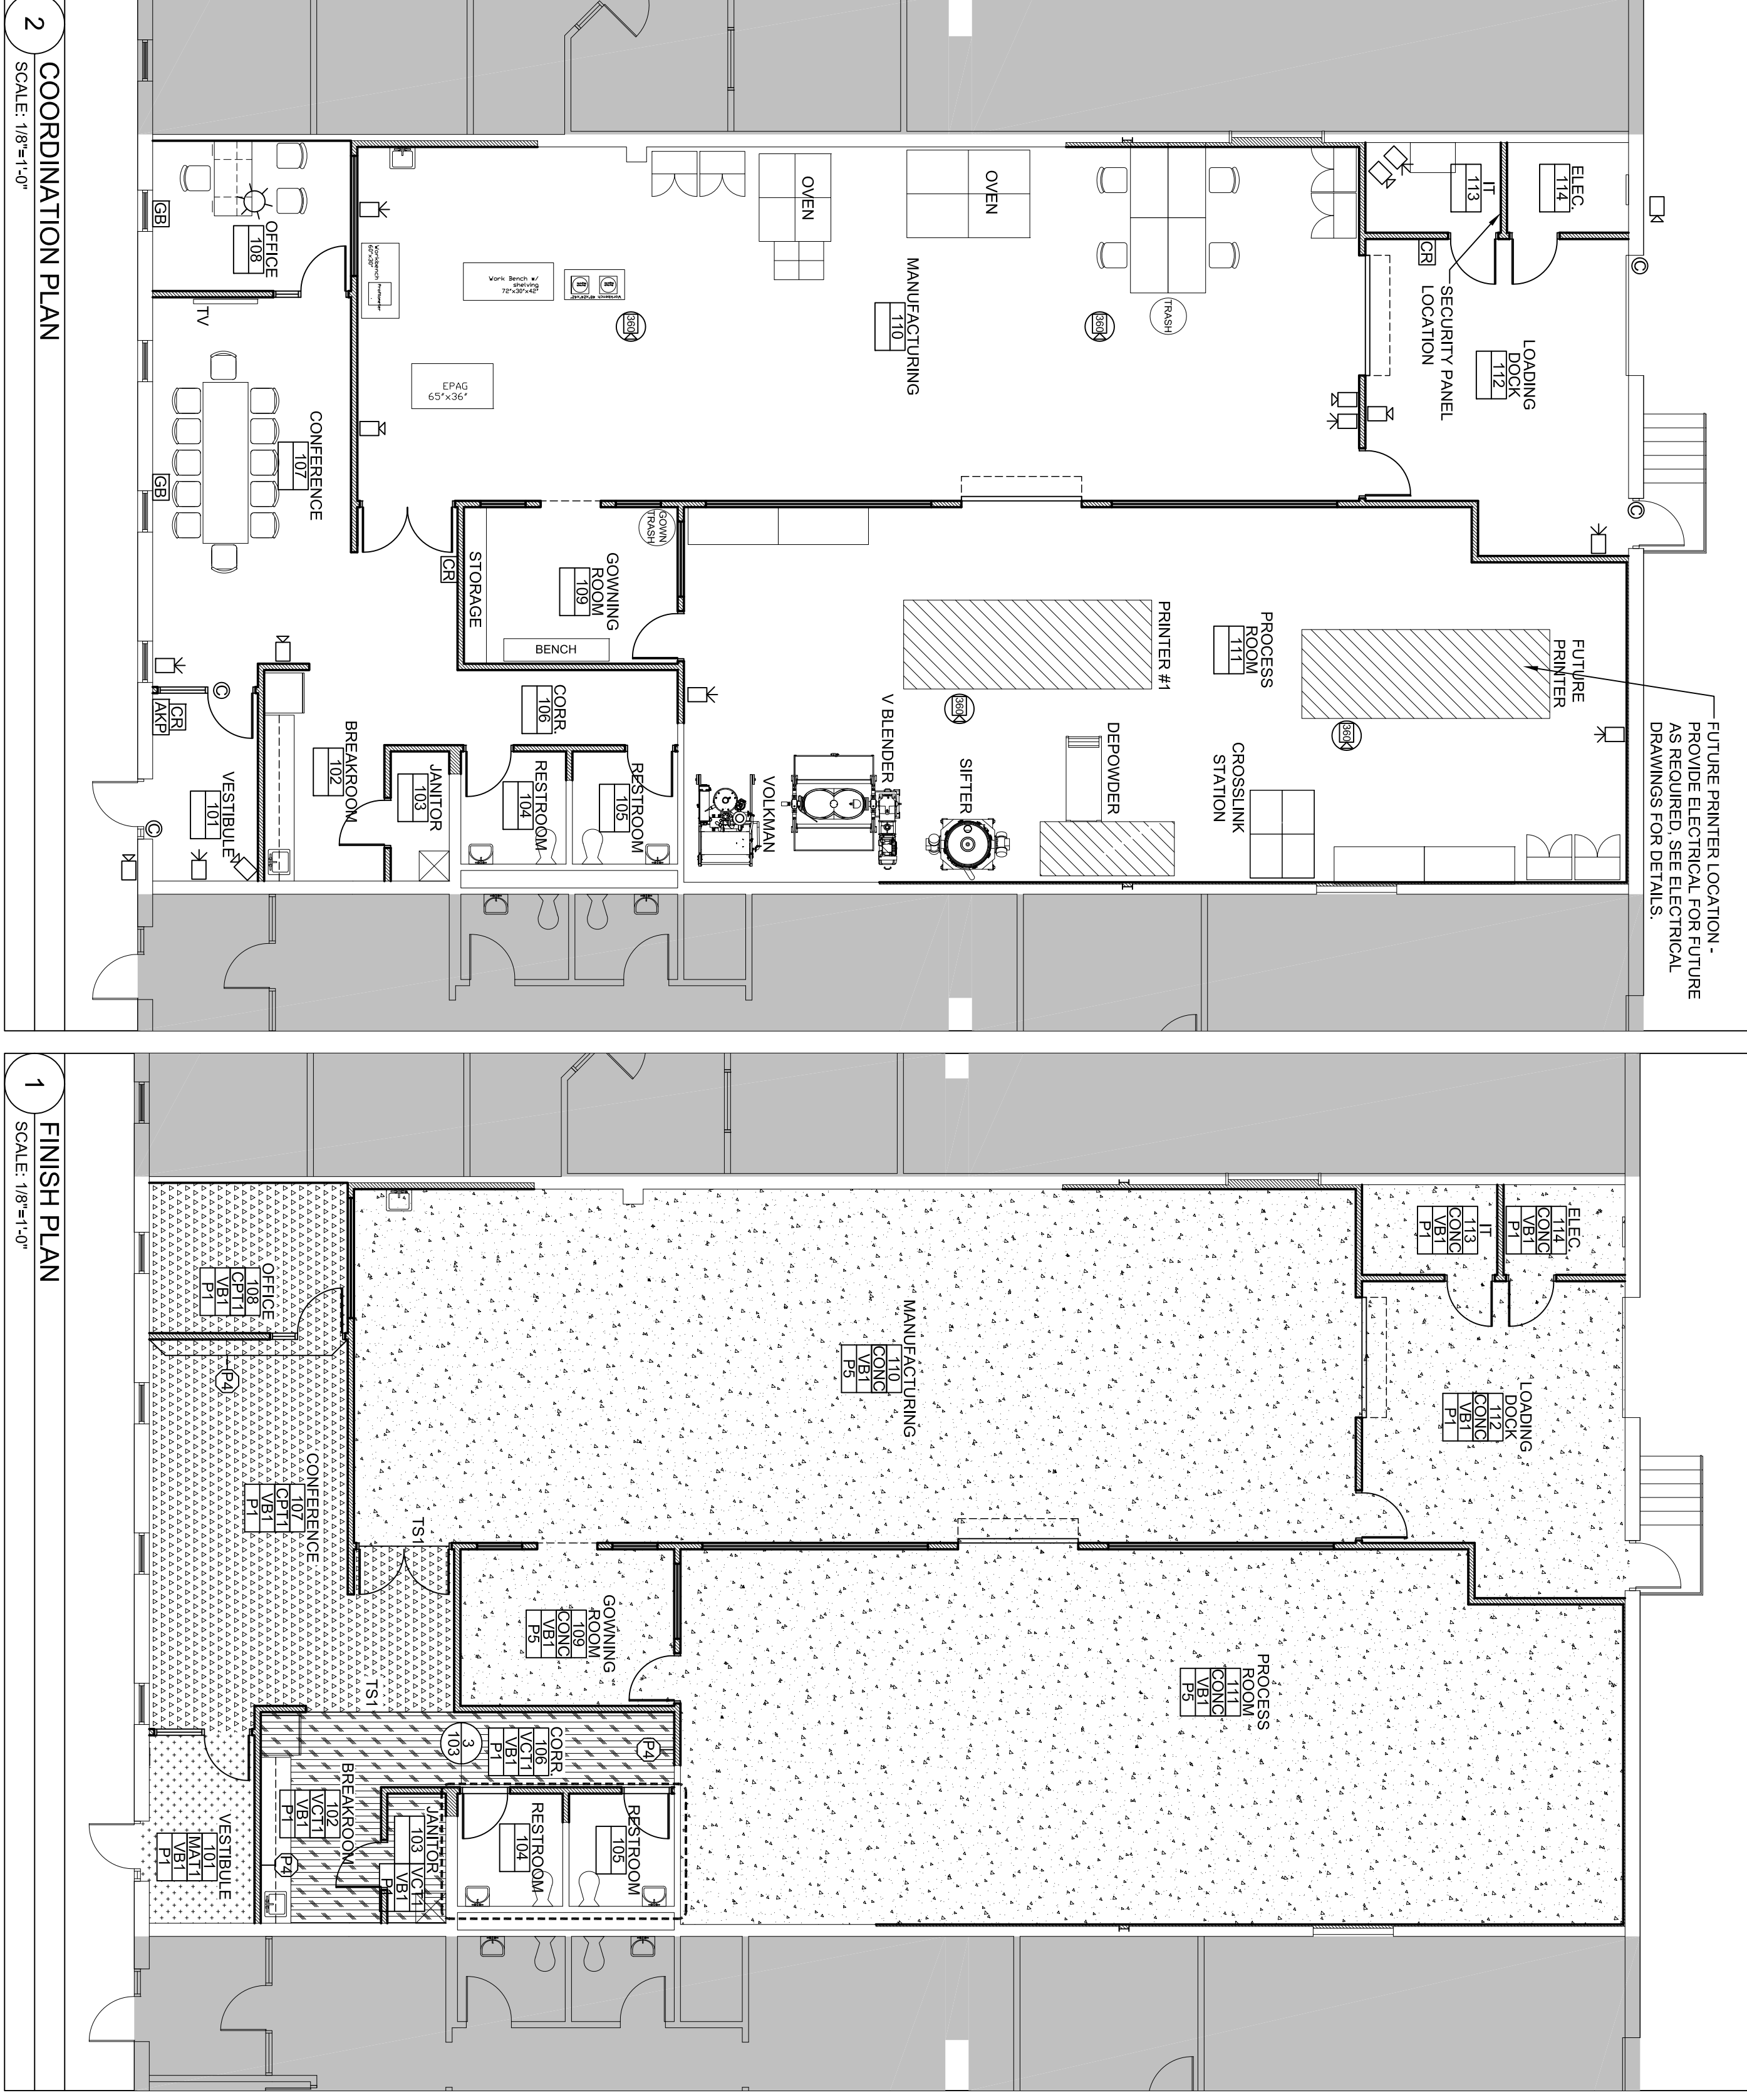 2
COORDINATION PLAN
SCALE: 1/8"=1'-0"
ELEC.
114
IT
113
CR
SECURITY PANEL
LOCATION
LOADING
DOCK
112
C
C
OVEN
OVEN
TRASH
360
360
MANUFACTURING
110
Work Bench w/
shelving
72"x30"x42"
Workbench
60"x30"
EPAG
65"x36"
OFFICE
108
GB
TV
CONFERENCE
107
GB
CR
STORAGE
GOWN
TRASH
GOWNING
ROOM
109
BENCH
PRINTER #1
PROCESS
ROOM
111
FUTURE
PRINTER
FUTURE PRINTER LOCATION -
PROVIDE ELECTRICAL FOR FUTURE
AS REQUIRED, SEE ELECTRICAL
DRAWINGS FOR DETAILS.
360
360
V BLENDER
DEPOWDER
CROSSLINK
STATION
SIFTER
VOLKMAN
CORR.
106
RESTROOM
105
RESTROOM
104
JANITOR
103
BREAKROOM
102
C
CR
AKP
VESTIBULE
101
C
1
FINISH PLAN
SCALE: 1/8"=1'-0"
ELEC.
114
CONC
VB1
P1
IT
113
CONC
VB1
P1
LOADING
DOCK
112
CONC
VB1
P1
110
CONC
VB1
P5
MANUFACTURING
OFFICE
108
CPT1
VB1
P1
P4
CONFERENCE
107
CPT1
VB1
P1
TS1
TS1
GOWNING
ROOM
109
CONC
VB1
P5
PROCESS
ROOM
111
CONC
VB1
P5
CORR.
106
VCT1
VB1
P1
P4
3
103
RESTROOM
105
RESTROOM
104
JANITOR
103
VCT1
VB1
P1
BREAKROOM
102
VCT1
VB1
P1
P4
VESTIBULE
101
MAT1
VB1
P1